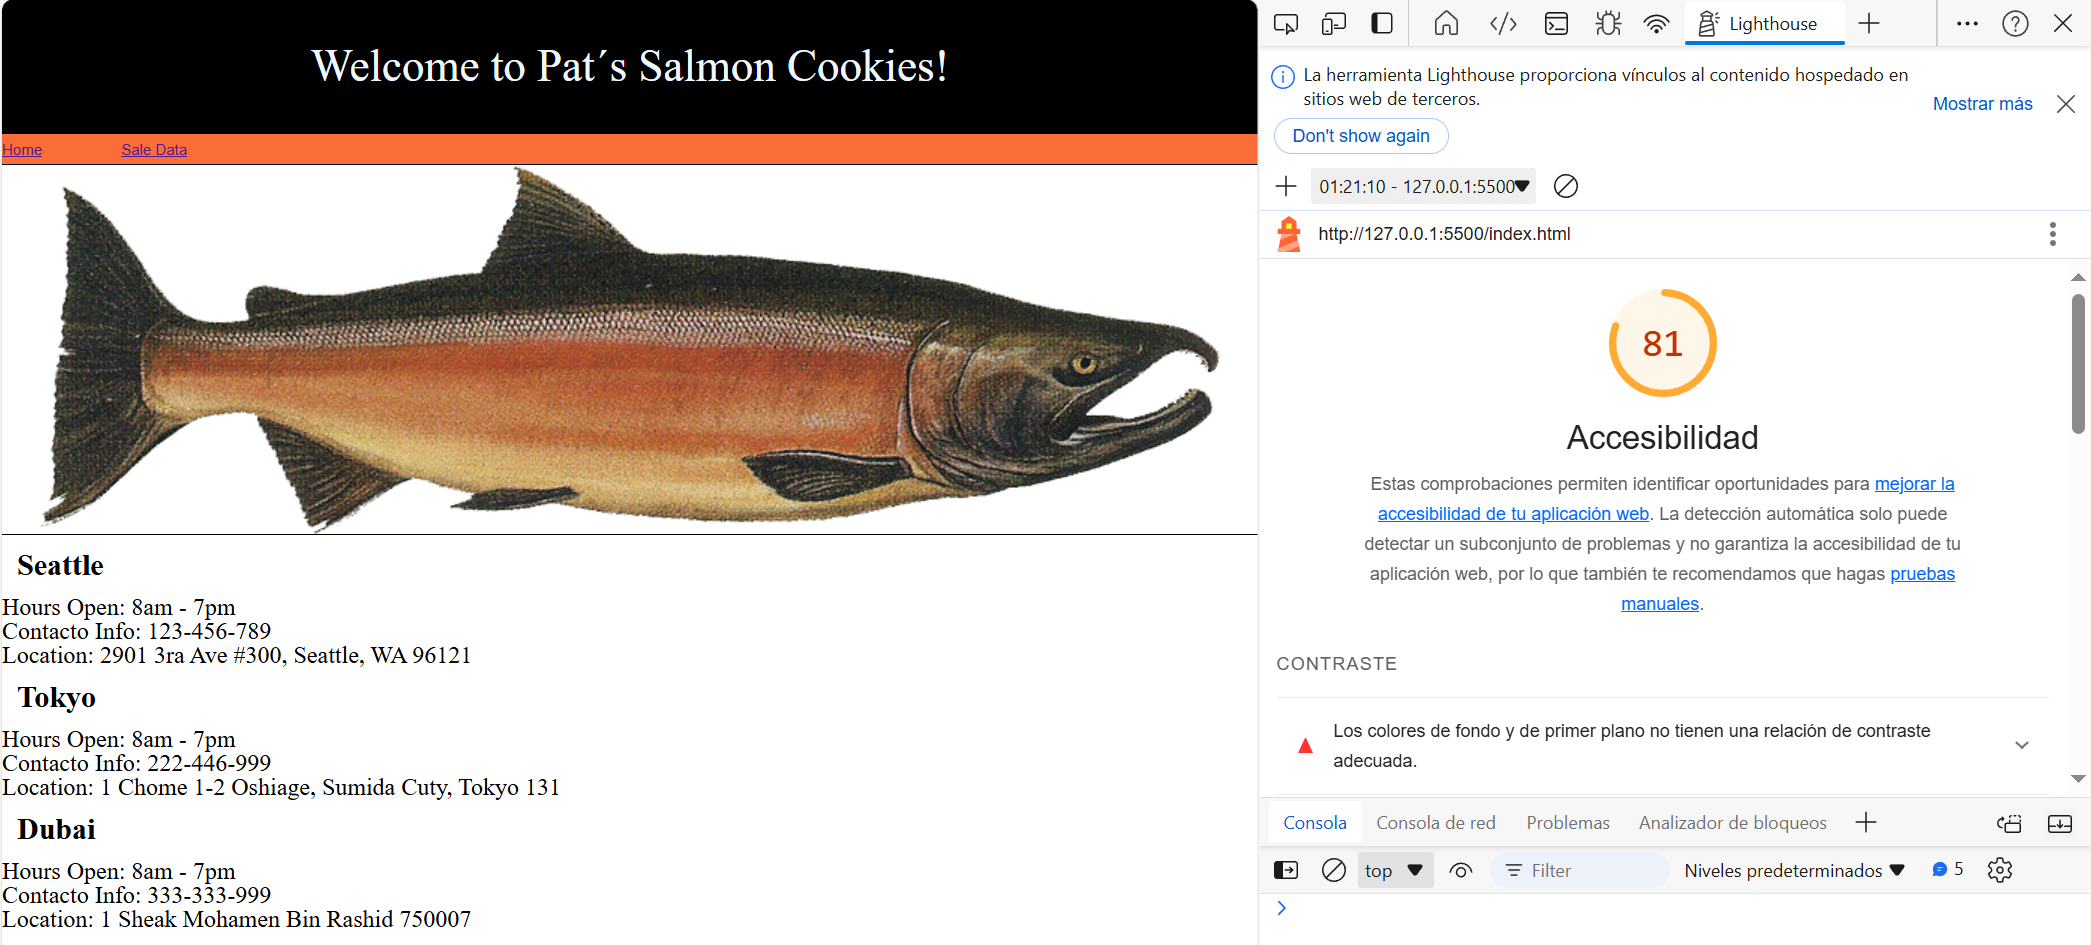 Welcome to Pat´s Salmon Cookies!
Home Sale Data
Seattle
Hours Open: 8am - 7pm
Contacto Info: 123-456-789
Location: 2901 3ra Ave #300, Seattle, WA 96121
Tokyo
Hours Open: 8am - 7pm
Contacto Info: 222-446-999
Location: 1 Chome 1-2 Oshiage, Sumida Cuty, Tokyo 131
Dubai
Hours Open: 8am - 7pm
Contacto Info: 333-333-999
Location: 1 Sheak Mohamen Bin Rashid 750007
Lighthouse
La herramienta Lighthouse proporciona vínculos al contenido hospedado en
sitios web de terceros.
Mostrar más
Don't show again
01:21:10 - 127.0.0.1:5500
http://127.0.0.1:5500/index.html
81
Accesibilidad
Estas comprobaciones permiten identificar oportunidades para mejorar la
accesibilidad de tu aplicación web. La detección automática solo puede
detectar un subconjunto de problemas y no garantiza la accesibilidad de tu
aplicación web, por lo que también te recomendamos que hagas pruebas
manuales.
CONTRASTE
Los colores de fondo y de primer plano no tienen una relación de contraste
adecuada.
Consola Consola de red Problemas Analizador de bloqueos
top Filter Niveles predeterminados 5